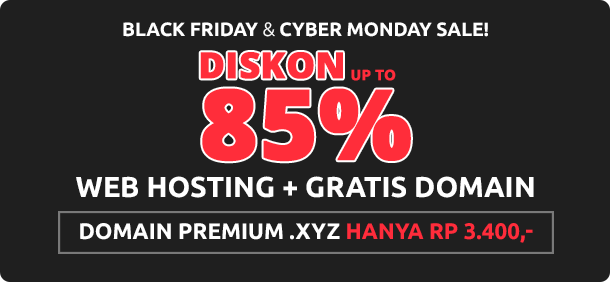 BLACK FRIDAY & CYBER MONDAY SALE!
DISKON UP TO
85%
WEB HOSTING + GRATIS DOMAIN
DOMAIN PREMIUM .XYZ HANYA RP 3.400,-